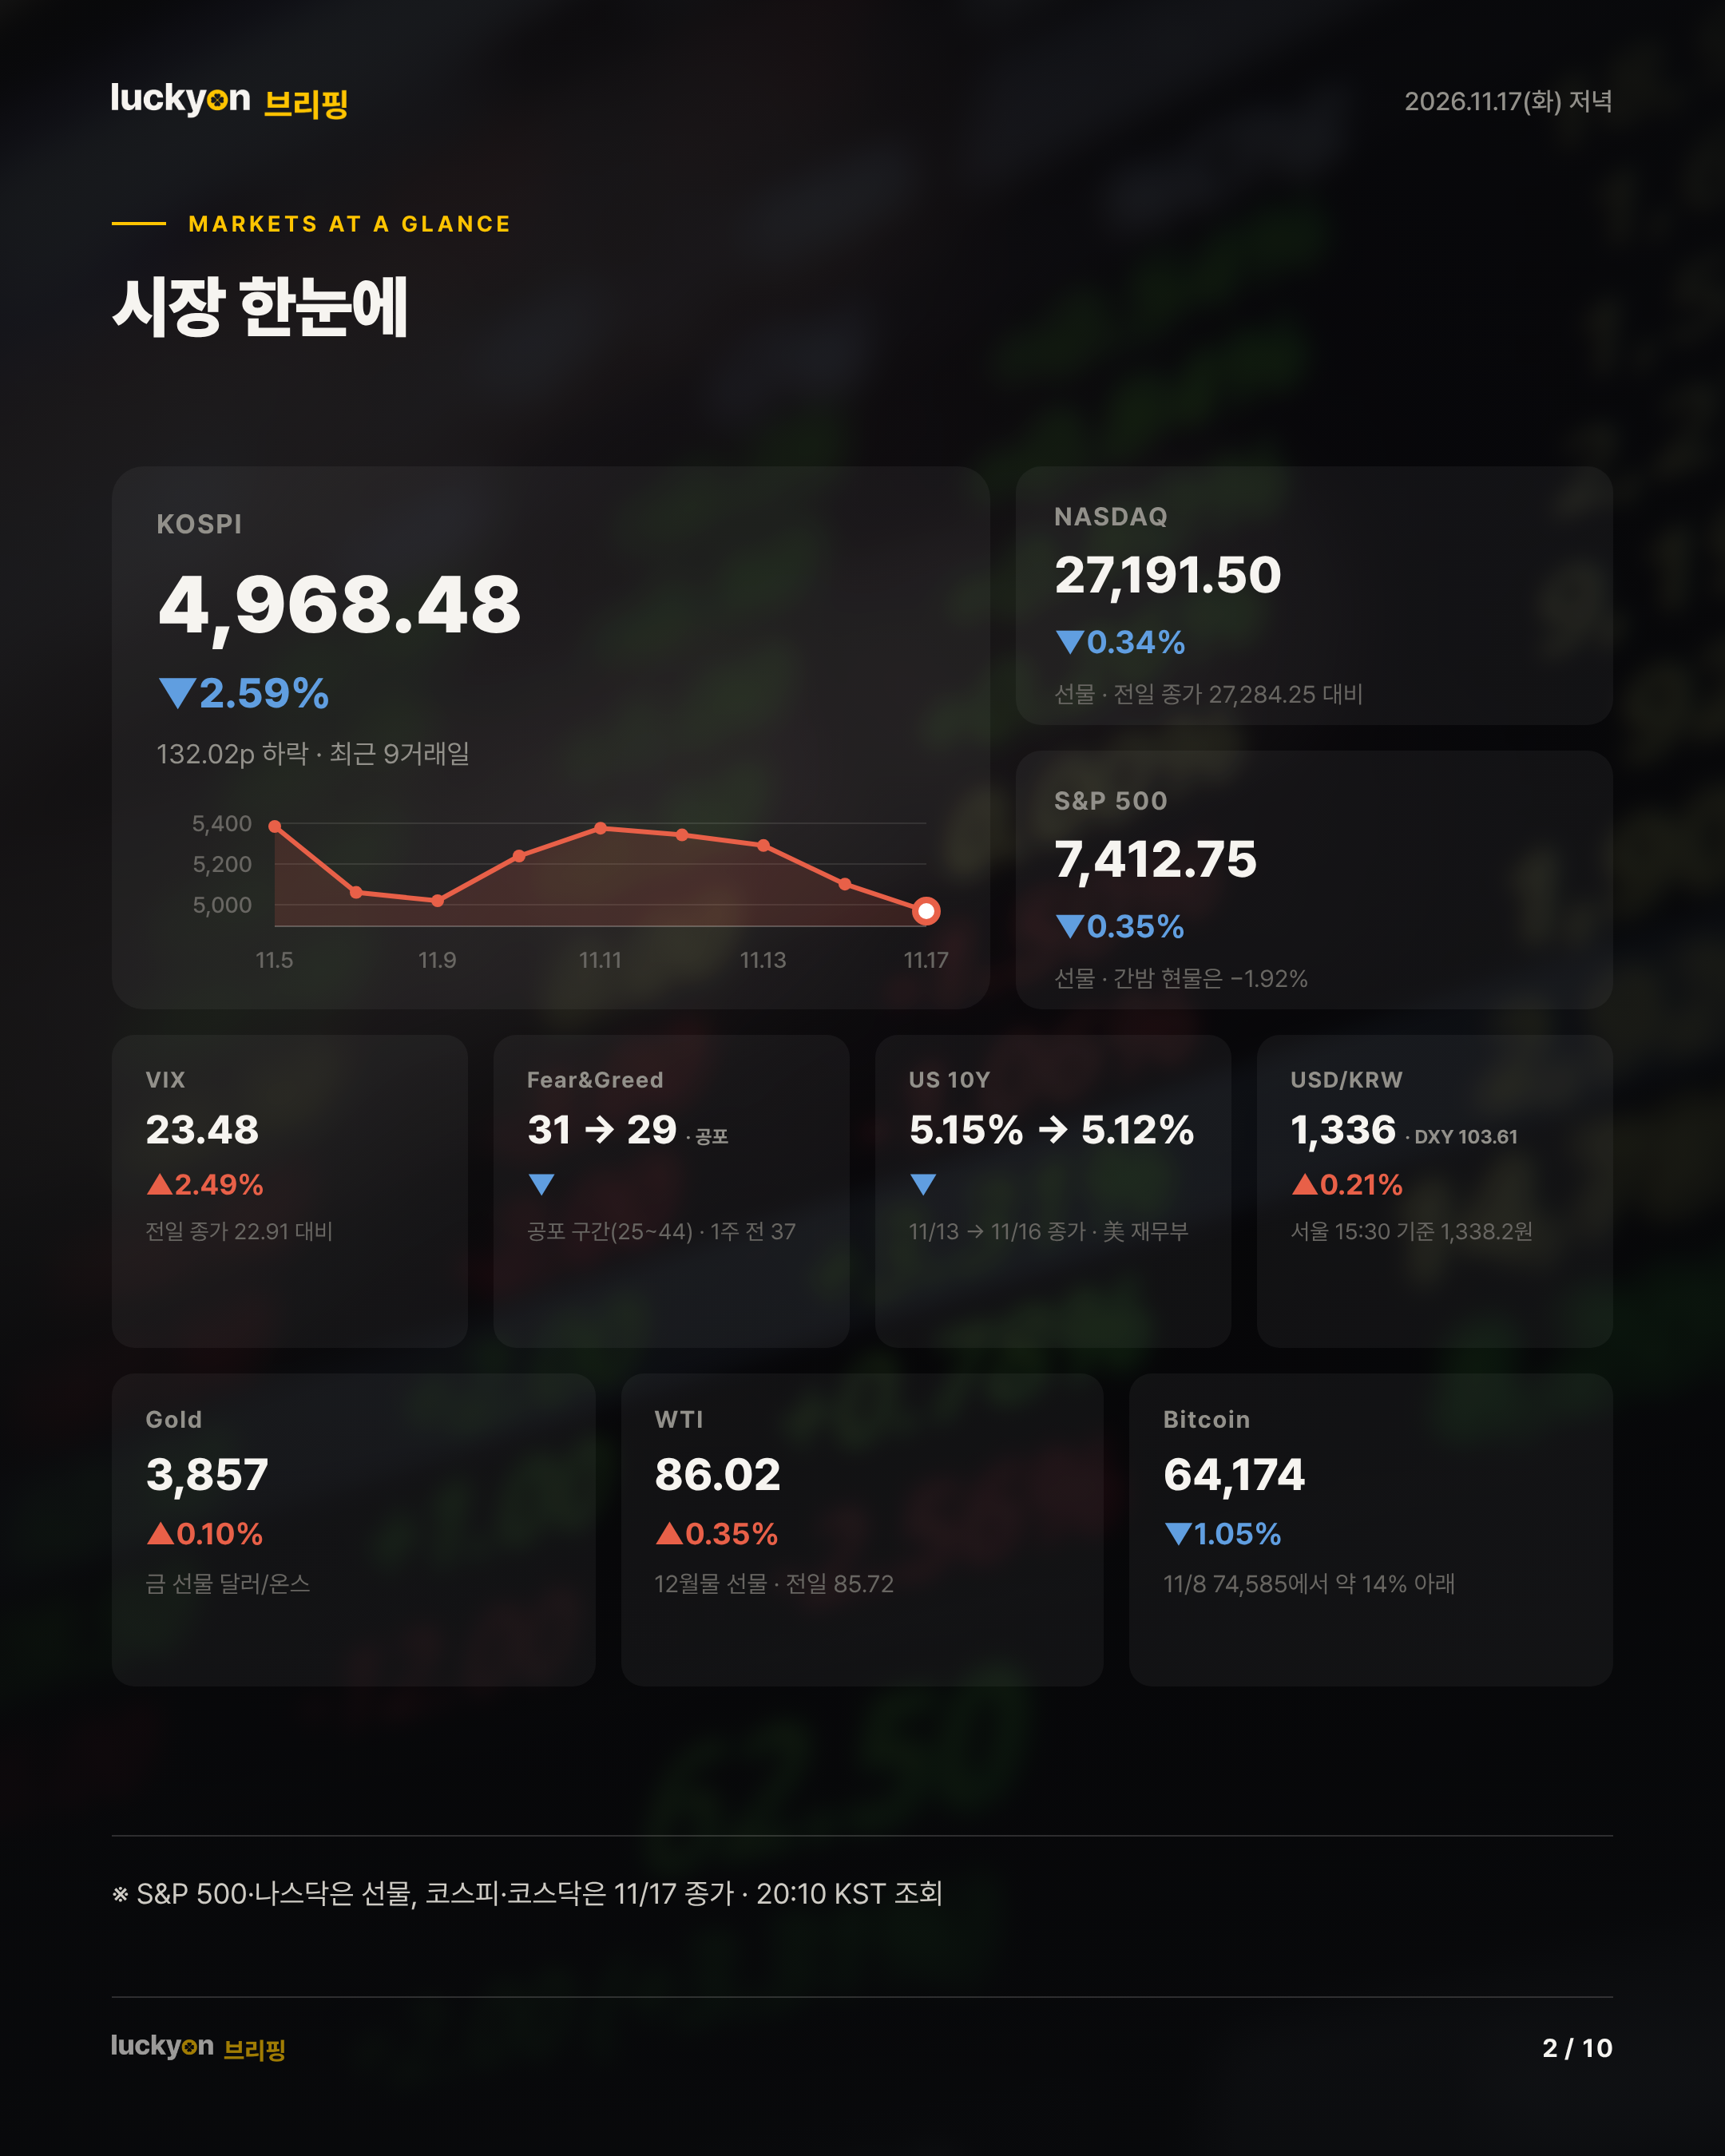 luckyon 브리핑
2026.11.17(화) 저녁
MARKETS AT A GLANCE
시장 한눈에
KOSPI
4,968.48
▼2.59%
132.02p 하락 · 최근 9거래일
5,400
5,200
5,000
11.5 11.9 11.11 11.13 11.17
NASDAQ
27,191.50
▼0.34%
선물 · 전일 종가 27,284.25 대비
S&P 500
7,412.75
▼0.35%
선물 · 간밤 현물은 −1.92%
VIX
23.48
▲2.49%
전일 종가 22.91 대비
Fear&Greed
31 → 29 · 공포
▼
공포 구간(25~44) · 1주 전 37
US 10Y
5.15% → 5.12%
▼
11/13 → 11/16 종가 · 美 재무부
USD/KRW
1,336 · DXY 103.61
▲0.21%
서울 15:30 기준 1,338.2원
Gold
3,857
▲0.10%
금 선물 달러/온스
WTI
86.02
▲0.35%
12월물 선물 · 전일 85.72
Bitcoin
64,174
▼1.05%
11/8 74,585에서 약 14% 아래
62.50
※ S&P 500·나스닥은 선물, 코스피·코스닥은 11/17 종가 · 20:10 KST 조회
luckyon 브리핑
2 / 10